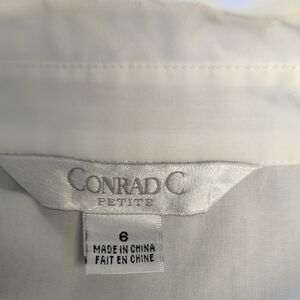 CONRAD C
PETITE
6
MADE IN CHINA
FAIT EN CHINE